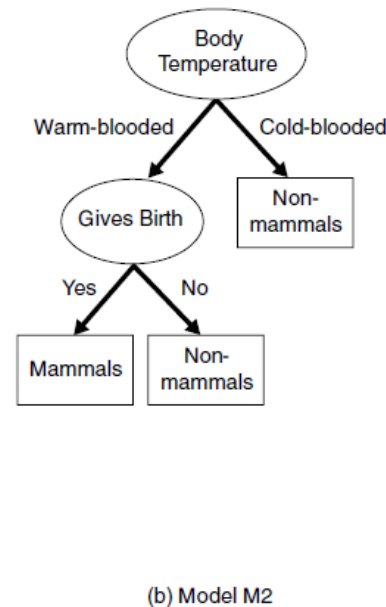 Body
Temperature
Warm-blooded
Cold-blooded
Gives Birth
Non-
mammals
Yes
No
Mammals
Non-
mammals
(b) Model M2